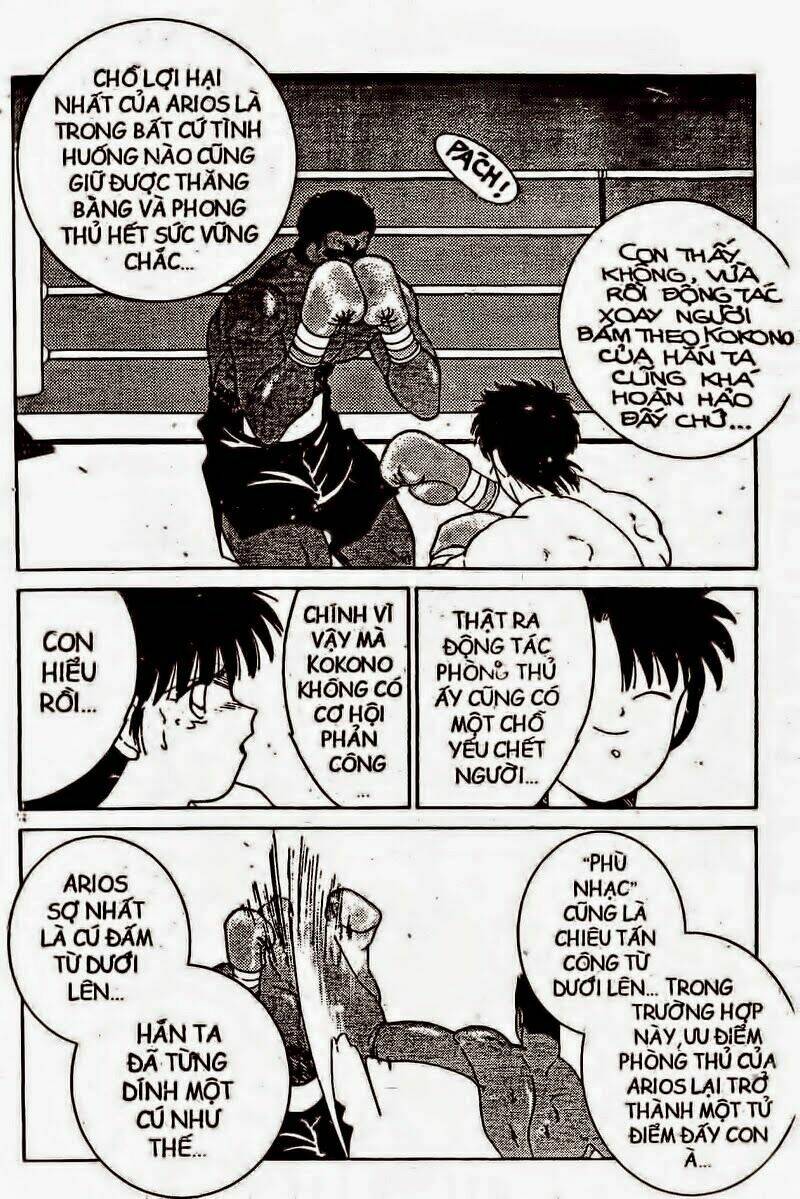 CHỖ LỢI HẠI
NHẤT CỦA ARIOS LÀ
TRONG BẤT CỨ TÌNH
HUỐNG NÀO CŨNG
GIỮ ĐƯỢC THĂNG
BẰNG VÀ PHONG
THỦ HẾT SỨC VỮNG
CHẮC...
PÁCH!
CON THẤY
KHÔNG, VỪA
RỒI ĐỘNG TÁC
XOAY NGƯỜI
ĐẤM THEO KOKONO
CỦA HẮN TA
CŨNG KHÁ
HOÀN HẢO
ĐẤY CHỨ...
THẬT RA
ĐỘNG TÁC
PHÒNG THỦ
ẤY CŨNG CÓ
MỘT CHỖ
YẾU CHẾT
NGƯỜI...
CHÍNH VÌ
VẬY MÀ
KOKONO
KHÔNG CÓ
CƠ HỘI
PHẢN
CÔNG
...
CON
HIỂU
RỒI...
"PHÙ
NHẠC"
CŨNG LÀ
CHIÊU TẤN
CÔNG TỪ
DƯỚI LÊN...
TRONG
TRƯỜNG HỢP
NÀY, ƯU ĐIỂM
PHÒNG THỦ CỦA
ARIOS LẠI TRỞ
THÀNH MỘT TỬ
ĐIỂM ĐẤY CON
À...
ARIOS
SỢ NHẤT
LÀ CÚ ĐẤM
TỪ DƯỚI
LÊN...
HẮN TA
ĐÃ TỪNG
DÍNH MỘT
CÚ NHƯ
THẾ...